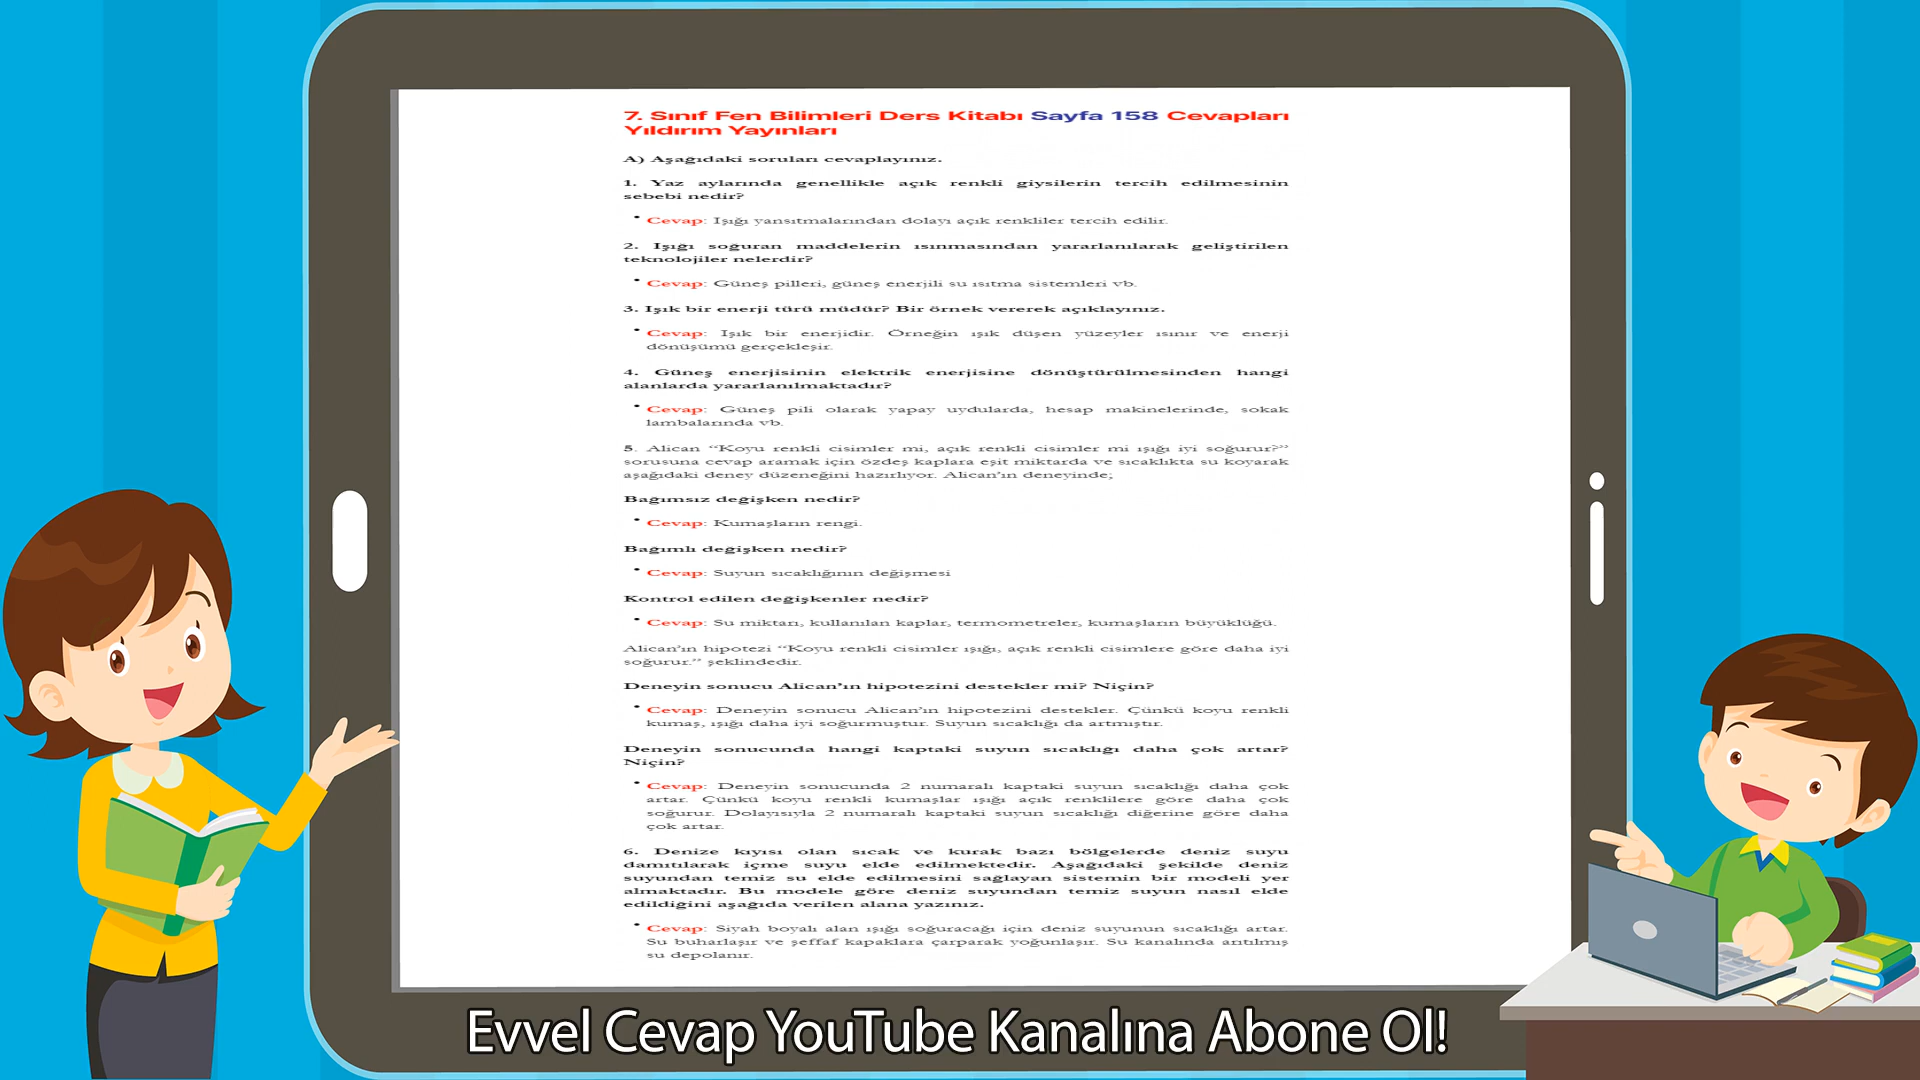 7. Sınıf Fen Bilimleri Ders Kitabı Sayfa 158 Cevapları
Yıldırım Yayınları
A) Aşağıdaki soruları cevaplayınız.
1. Yaz aylarında genellikle açık renkli giysilerin tercih edilmesinin
sebebi nedir?
• Cevap: Işığı yansıtmalarından dolayı açık renkliler tercih edilir.
2. Işığı soğuran maddelerin ısınmasından yararlanılarak geliştirilen
teknolojiler nelerdir?
• Cevap: Güneş pilleri, güneş enerjili su ısıtma sistemleri vb.
3. Işık bir enerji türü müdür? Bir örnek vererek açıklayınız.
• Cevap: Işık bir enerjidir. Örneğin ışık düşen yüzeyler ısınır ve enerji
dönüşümü gerçekleşir.
4. Güneş enerjisinin elektrik enerjisine dönüştürülmesinden hangi
alanlarda yararlanılmaktadır?
• Cevap: Güneş pili olarak yapay uydularda, hesap makinelerinde, sokak
lambalarında vb.
5. Alican “Koyu renkli cisimler mi, açık renkli cisimler mi ışığı iyi soğurur?”
sorusuna cevap aramak için özdeş kaplara eşit miktarda ve sıcaklıkta su koyarak
aşağıdaki deney düzeneğini hazırlıyor. Alican’ın deneyinde;
Bağımsız değişken nedir?
• Cevap: Kumaşların rengi.
Bağımlı değişken nedir?
• Cevap: Suyun sıcaklığının değişmesi
Kontrol edilen değişkenler nedir?
• Cevap: Su miktarı, kullanılan kaplar, termometreler, kumaşların büyüklüğü.
Alican’ın hipotezi “Koyu renkli cisimler ışığı, açık renkli cisimlere göre daha iyi
soğurur.” şeklindedir.
Deneyin sonucu Alican’ın hipotezini destekler mi? Niçin?
• Cevap: Deneyin sonucu Alican’ın hipotezini destekler. Çünkü koyu renkli
kumaş, ışığı daha iyi soğurmuştur. Suyun sıcaklığı da artmıştır.
Deneyin sonucunda hangi kaptaki suyun sıcaklığı daha çok artar?
Niçin?
• Cevap: Deneyin sonucunda 2 numaralı kaptaki suyun sıcaklığı daha çok
artar. Çünkü koyu renkli kumaşlar ışığı açık renklilere göre daha çok
soğurur. Dolayısıyla 2 numaralı kaptaki suyun sıcaklığı diğerine göre daha
çok artar.
6. Denize kıyısı olan sıcak ve kurak bazı bölgelerde deniz suyu
damıtılarak içme suyu elde edilmektedir. Aşağıdaki şekilde deniz
suyundan temiz su elde edilmesini sağlayan sistemin bir modeli yer
almaktadır. Bu modele göre deniz suyundan temiz suyun nasıl elde
edildiğini aşağıda verilen alana yazınız.
• Cevap: Siyah boyalı alan ışığı soğuracağı için deniz suyunun sıcaklığı artar.
Su buharlaşır ve şeffaf kapaklara çarparak yoğunlaşır. Su kanalında arıtılmış
su depolanır.
Evvel Cevap YouTube Kanalına Abone Ol!